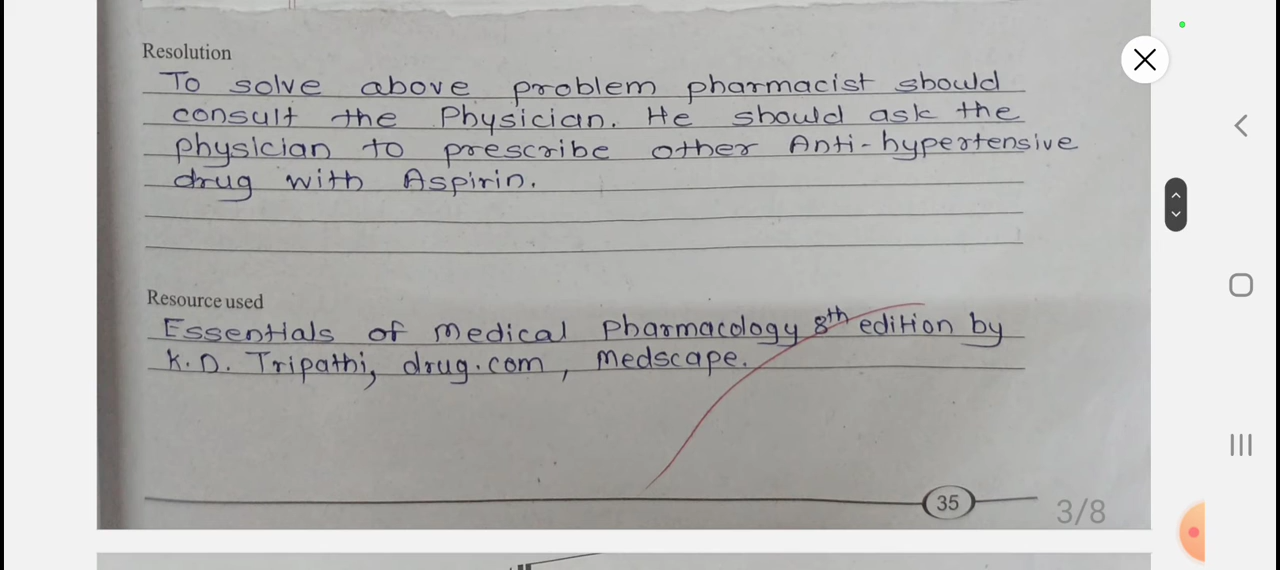 Resolution
To solve above problem pharmacist should
consult the Physician. He should ask the
physician to prescribe other Anti-hypertensive
drug with Aspirin.
Resource used
Essentials of medical Pharmacology 8th edition by
K.D. Tripathi, drug.com, Medscape.
35
3/8